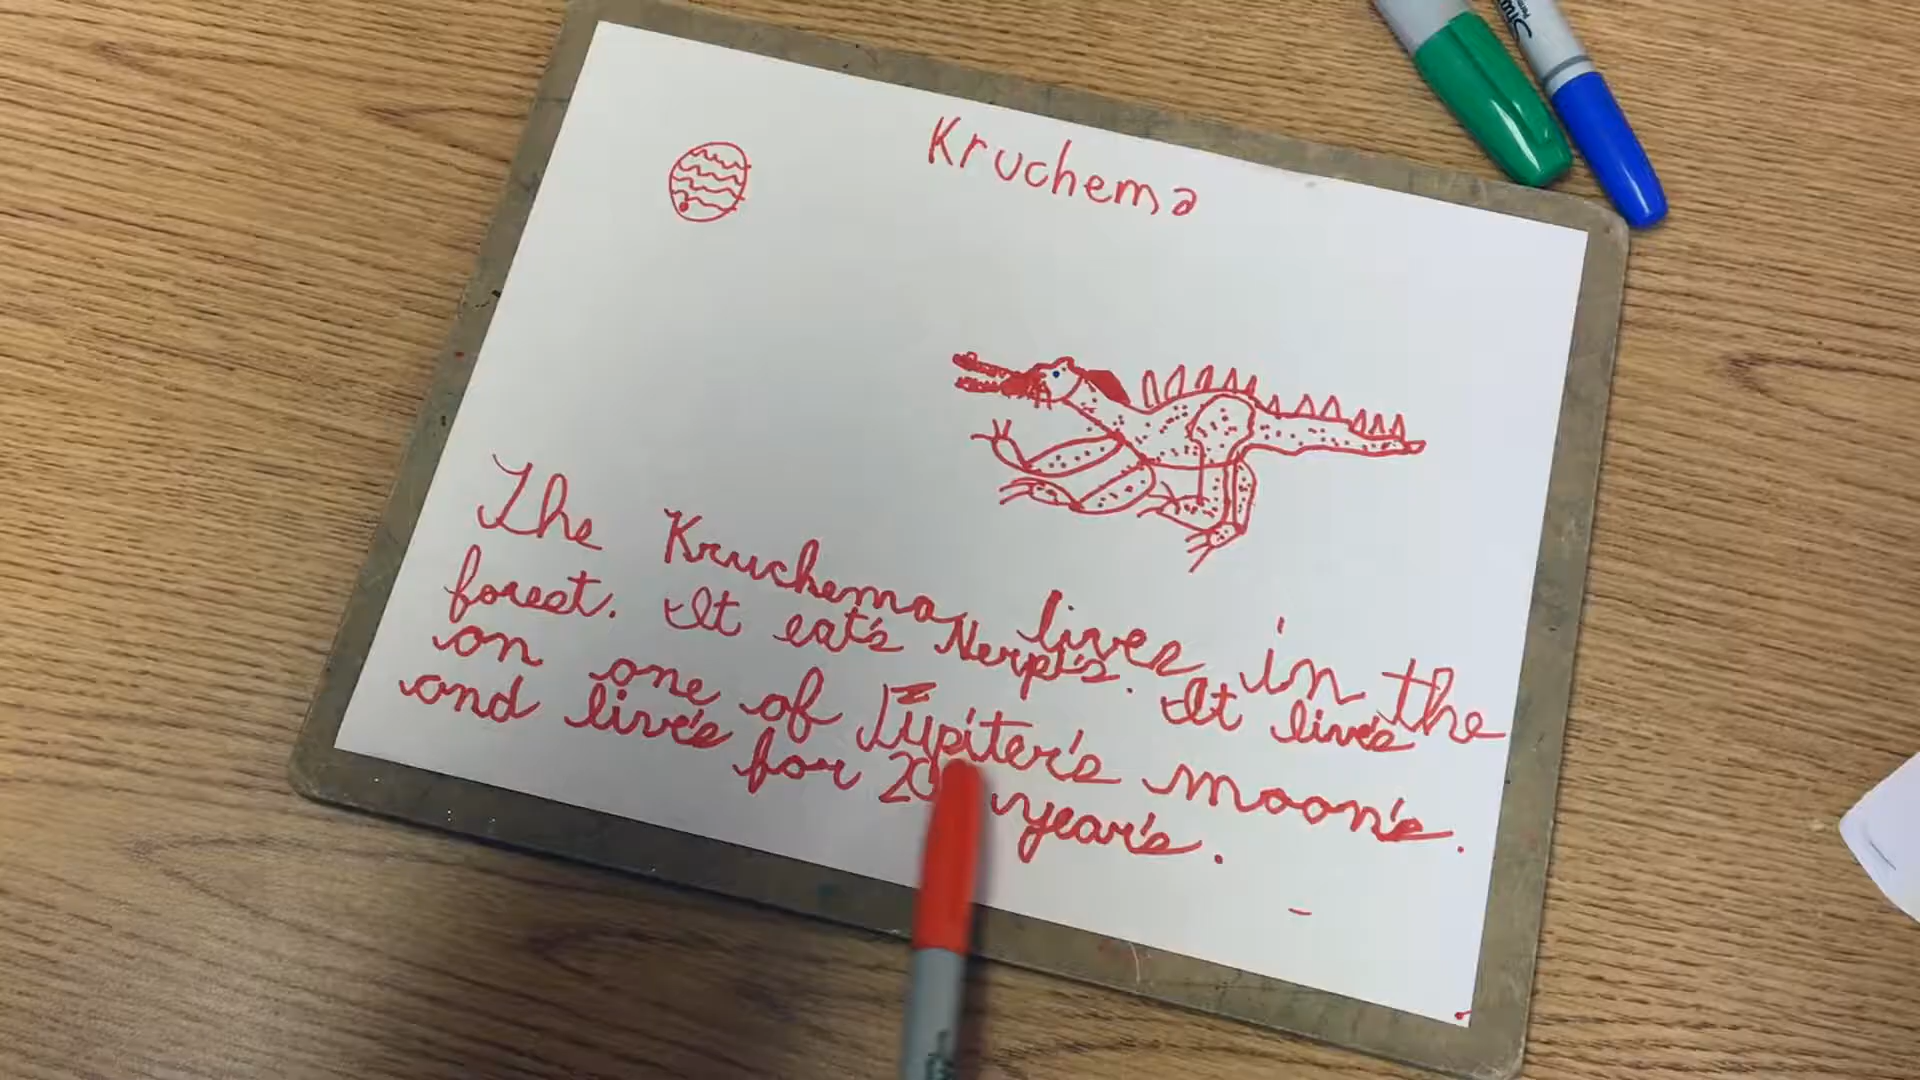 Kruchema
The Kruchema lives in the
forest. It eat's Nerpl's. It live's
on one of Jupiter's moon's.
and live's for year's.